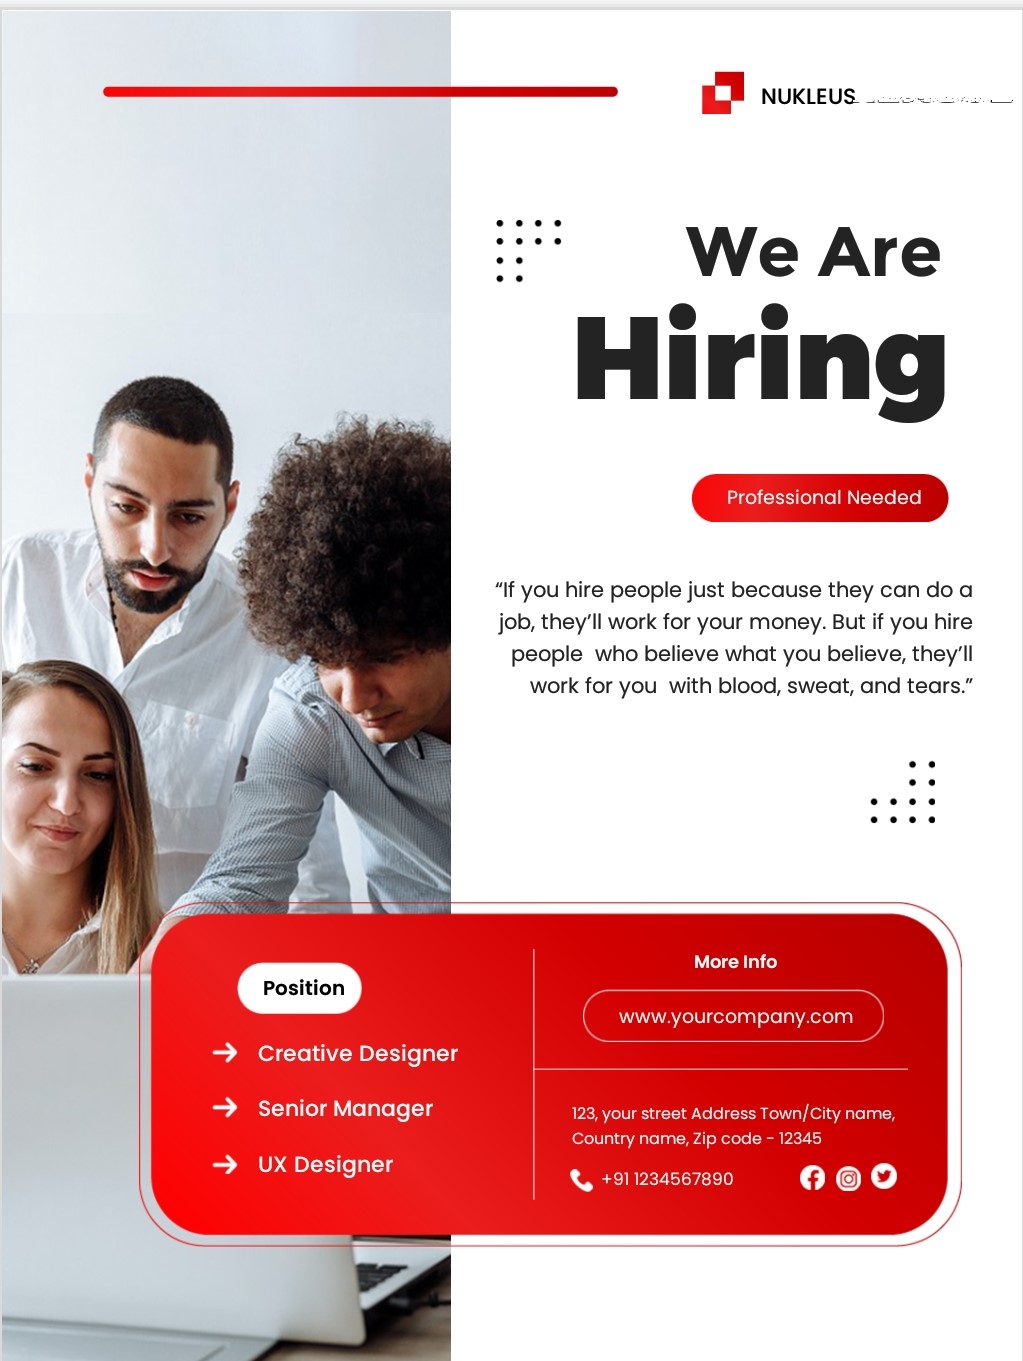 NUKLEUS
We Are
Hiring
Professional Needed
“If you hire people just because they can do a
job, they’ll work for your money. But if you hire
people  who believe what you believe, they’ll
work for you  with blood, sweat, and tears.”
Position
Creative Designer
Senior Manager
UX Designer
More Info
www.yourcompany.com
123, your street Address Town/City name,
Country name, Zip code - 12345
+91 1234567890